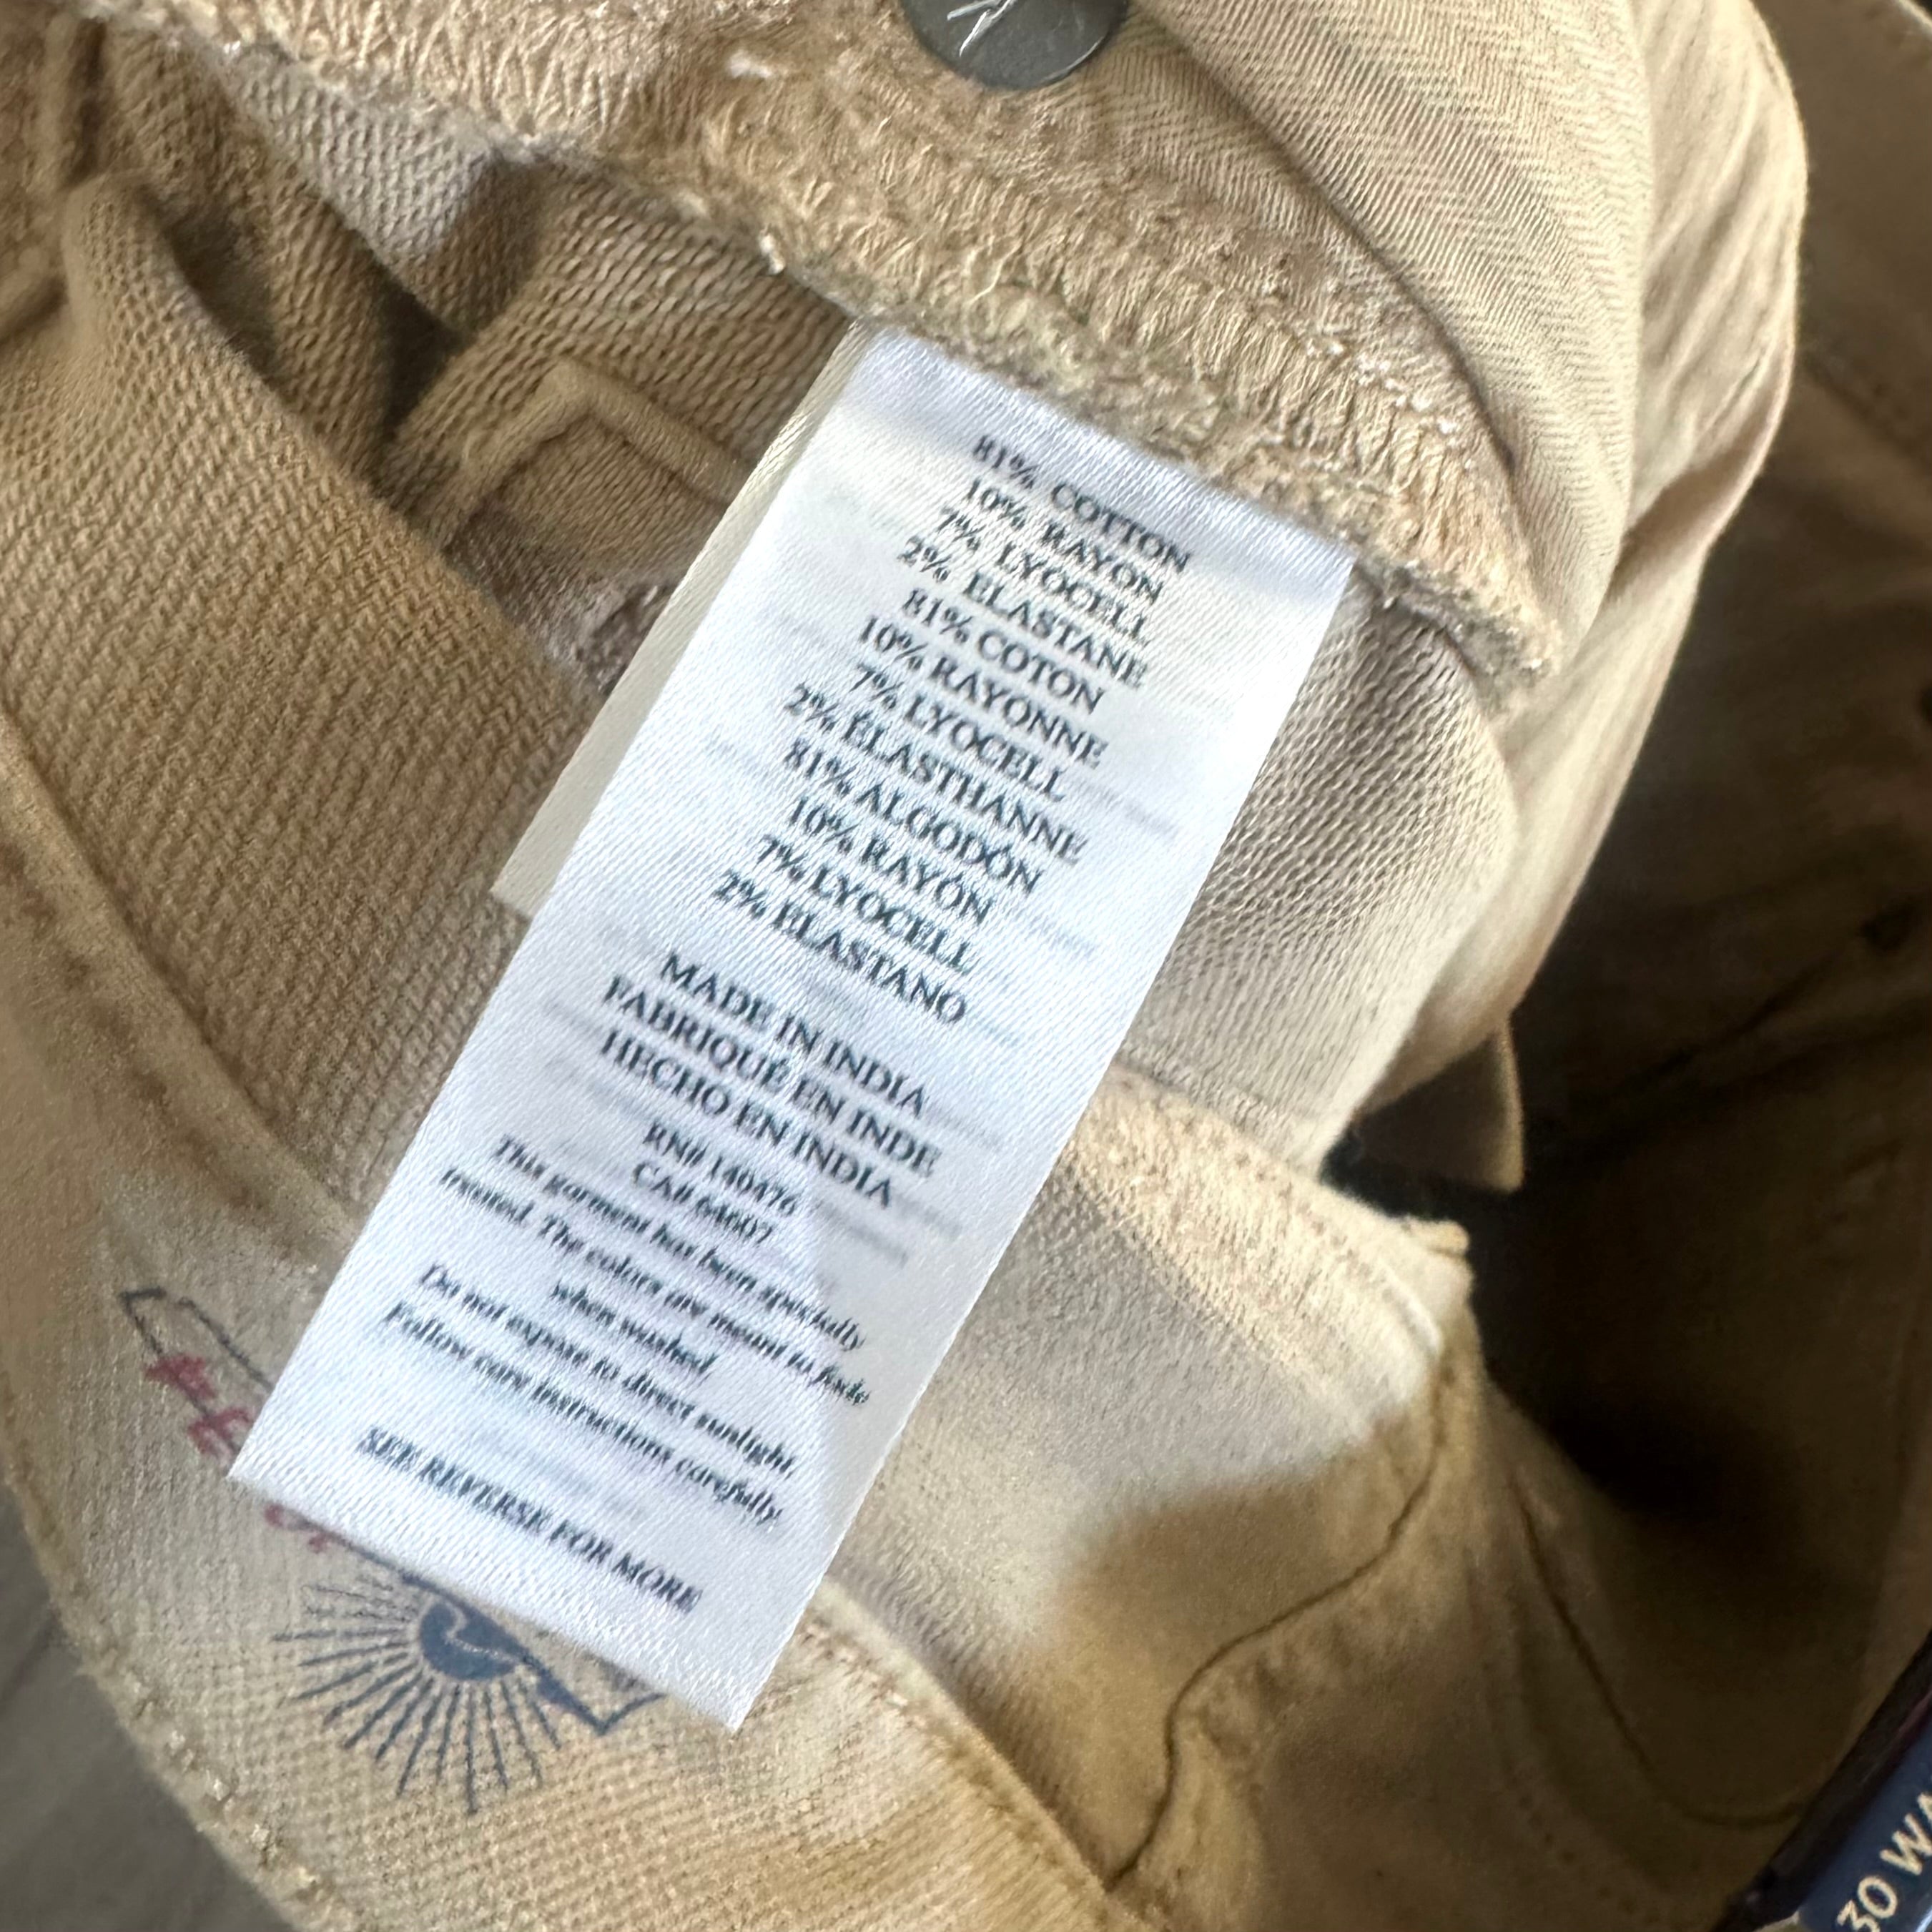 81% COTTON
10% RAYON
7% LYOCELL
2% ELASTANE
81% COTON
10% RAYONNE
7% LYOCELL
2% ÉLASTHANNE
81% ALGODÓN
10% RAYÓN
7% LYOCELL
2% ELASTANO
MADE IN INDIA
FABRIQUÉ EN INDE
HECHO EN INDIA
RN# 140476
CA# 64607
This garment has been specially
treated. The colors are meant to fade
when washed.
Do not expose to direct sunlight.
Follow care instructions carefully
SEE REVERSE FOR MORE
30